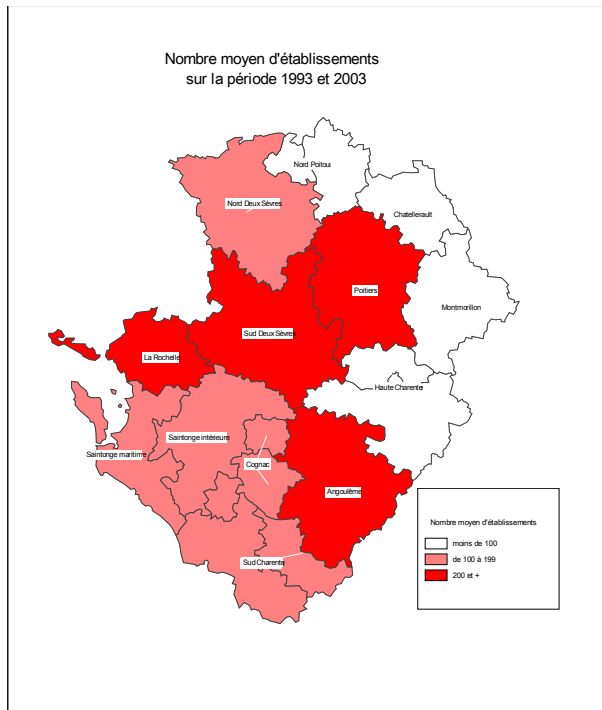 Nombre moyen d'établissements
sur la période 1993 et 2003
Nord Poitou
Nord Deux Sèvres
Chatellerault
Poitiers
Montmorillon
Sud Deux Sèvres
La Rochelle
Haute Charente
Saintonge intérieure
Saintonge maritime
Cognac
Angoulême
Sud Charente
Nombre moyen d'établissements
moins de 100
de 100 à 199
200 et +